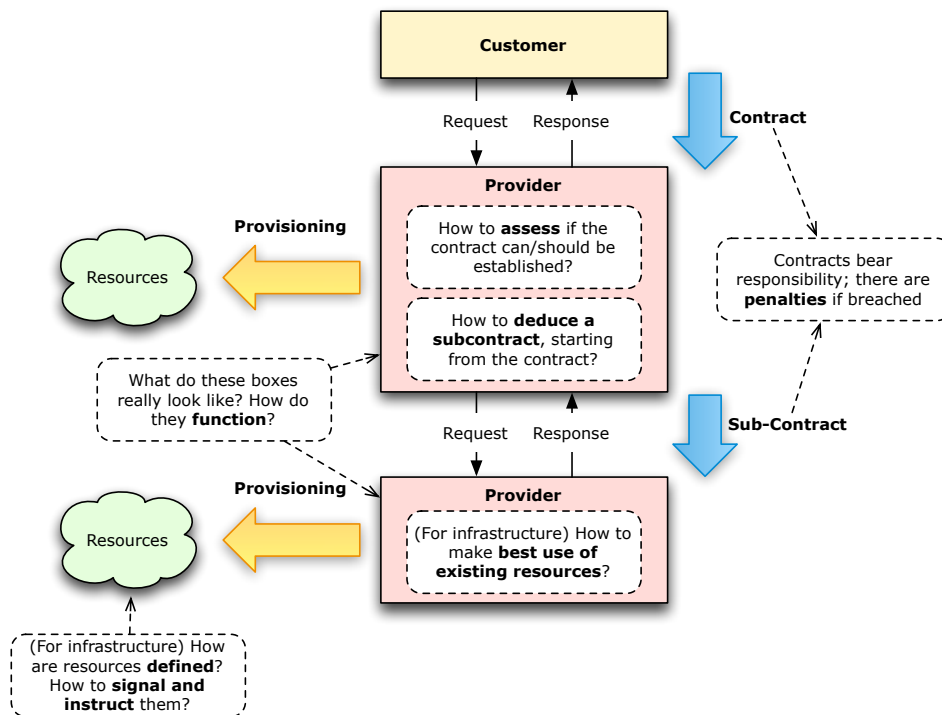 Customer
Request
Response
Contract
Provider
How to assess if the
contract can/should be
established?
Provisioning
Resources
Contracts bear
responsibility; there are
penalties if breached
How to deduce a
subcontract, starting
from the contract?
What do these boxes
really look like? How do
they function?
Request
Response
Sub-Contract
Provider
Provisioning
(For infrastructure) How to
make best use of
existing resources?
Resources
(For infrastructure) How
are resources defined?
How to signal and
instruct them?